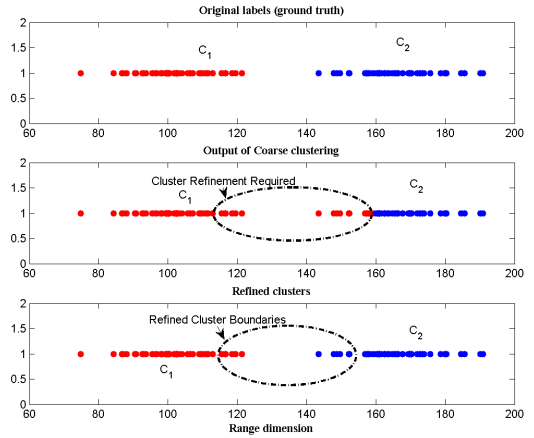 Original labels (ground truth)
2
1.5
1
0.5
0
C1
C2
60 80 100 120 140 160 180 200
Output of Coarse clustering
2
1.5
1
0.5
0
Cluster Refinement Required
C1
C2
60 80 100 120 140 160 180 200
Refined clusters
2
1.5
1
0.5
0
Refined Cluster Boundaries
C2
C1
60 80 100 120 140 160 180 200
Range dimension